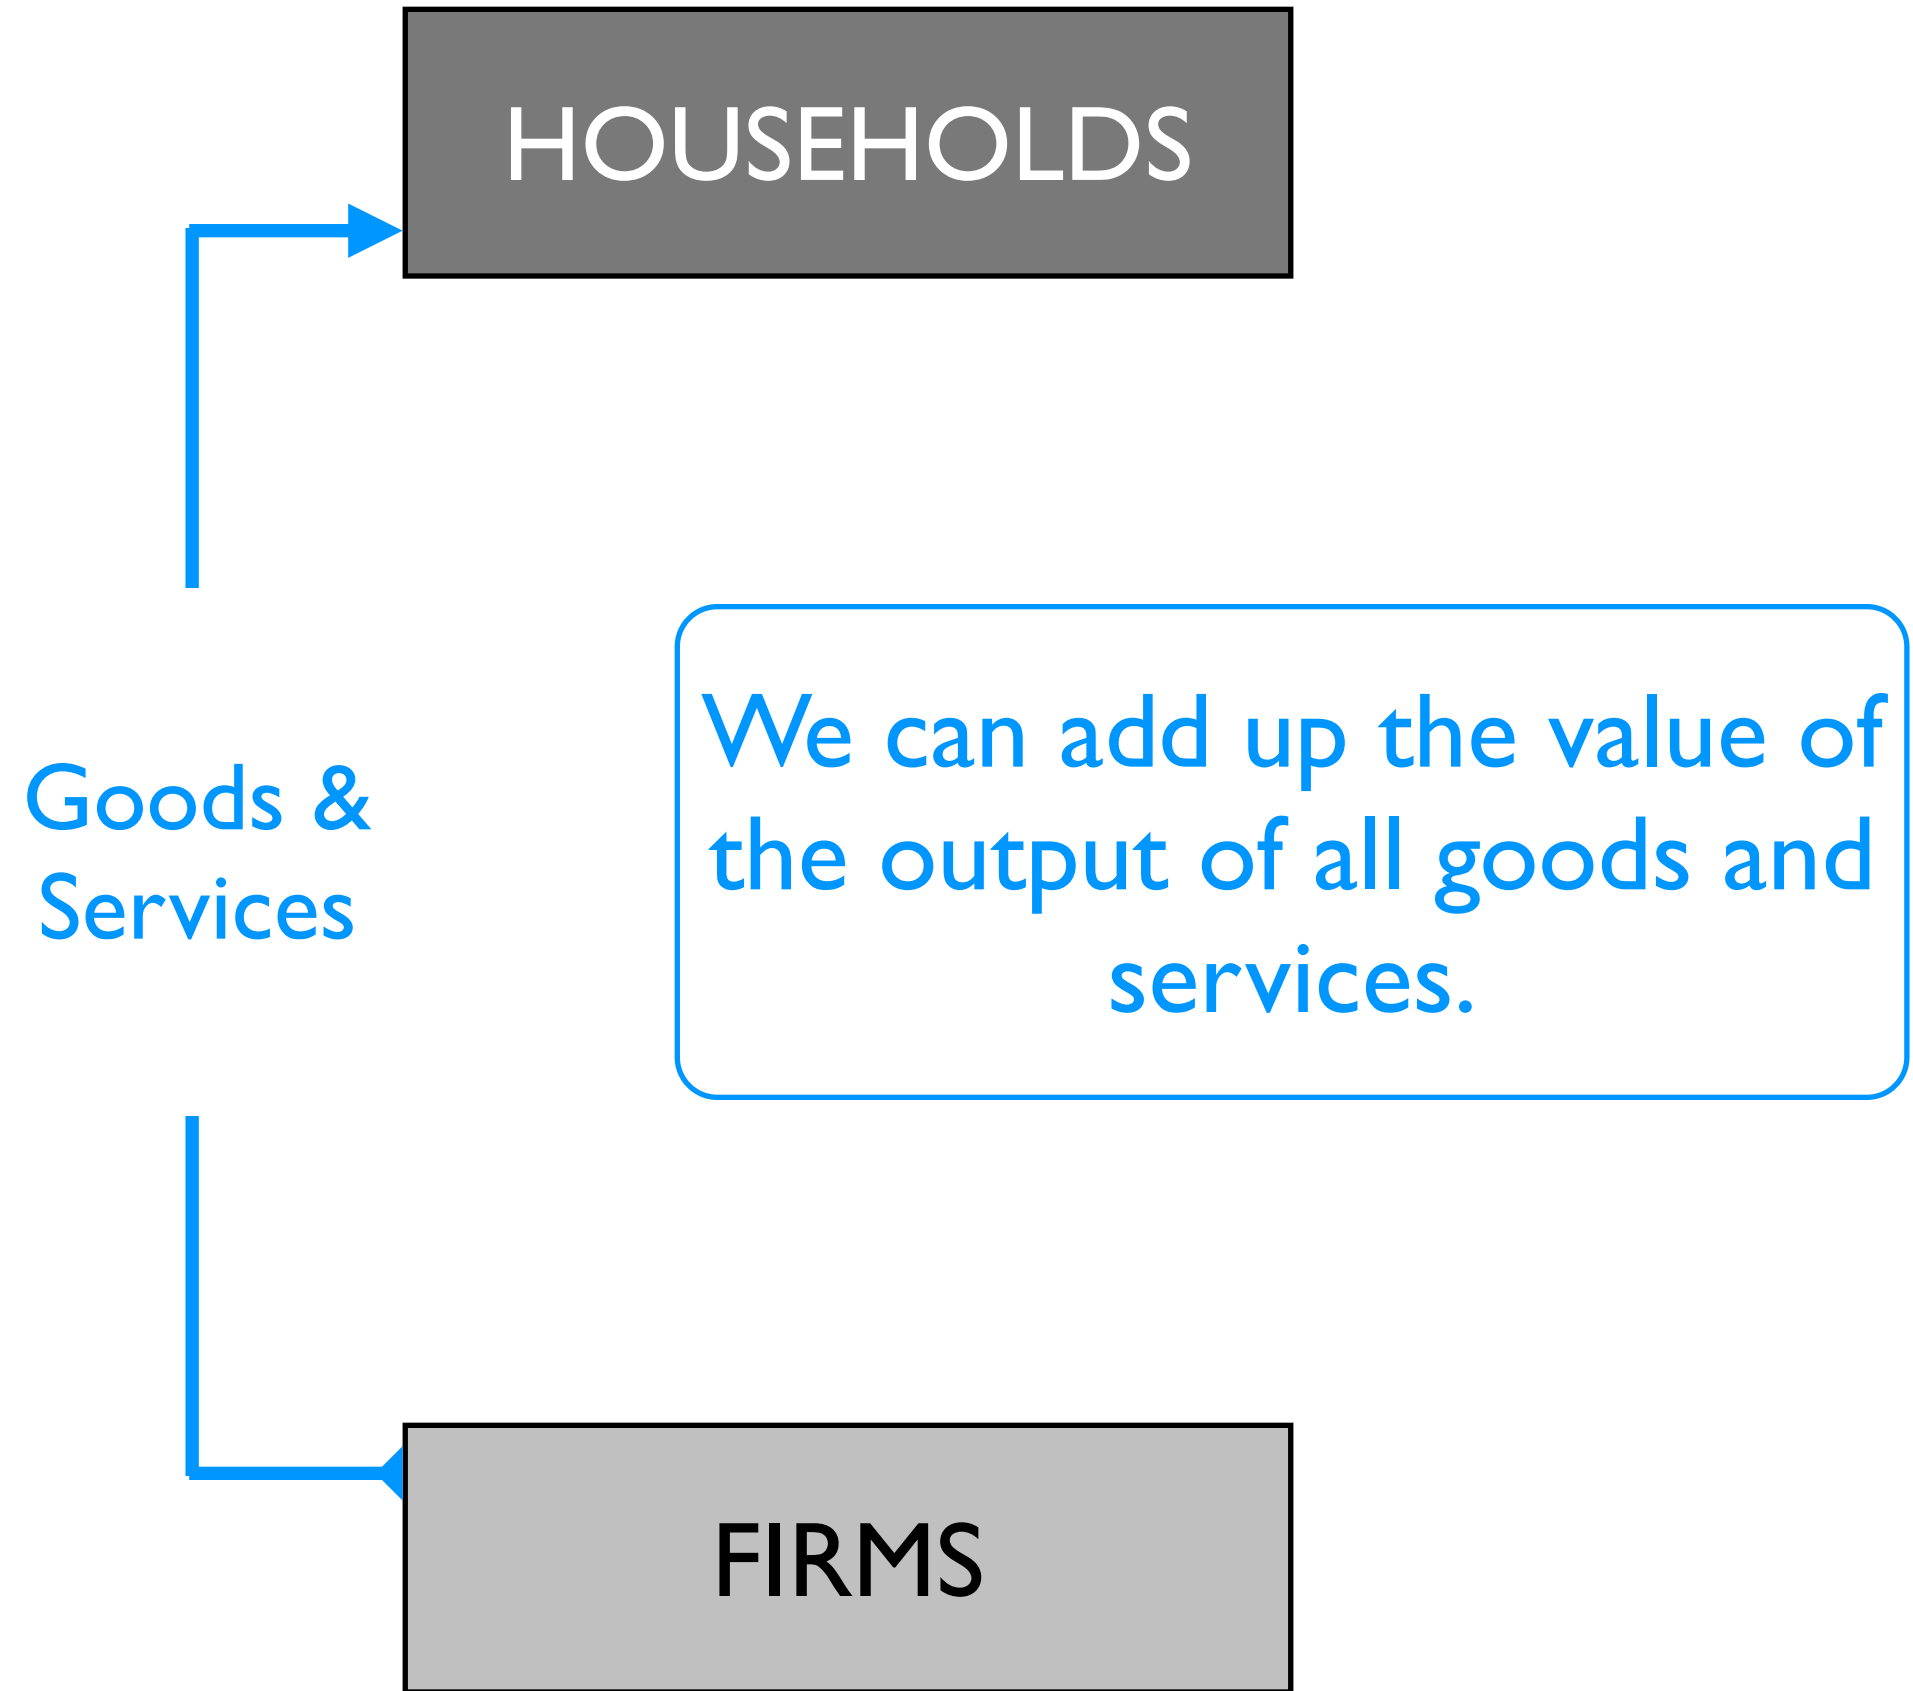 HOUSEHOLDS
Goods &
Services
We can add up the value of
the output of all goods and
services.
FIRMS